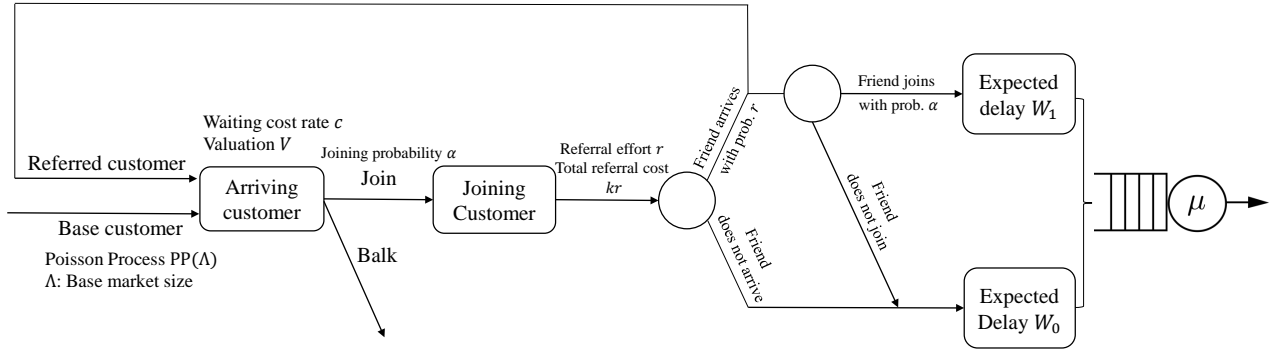 Referred customer
Base customer
Poisson Process PP(Λ)
Λ: Base market size
Waiting cost rate c
Valuation V
Arriving
customer
Joining probability α
Join
Balk
Joining
Customer
Referral effort r
Total referral cost
kr
Friend arrives
with prob. r
Friend
does not arrive
Friend joins
with prob. α
Friend
does not join
Expected
delay W₁
Expected
Delay W₀
μ